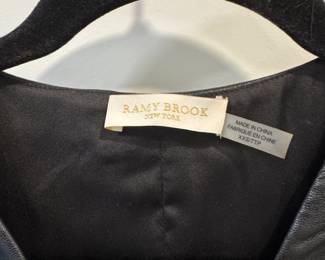 RAMY BROOK
NEW YORK
MADE IN CHINA
FABRIQUÉ EN CHINE
XXS/TTP